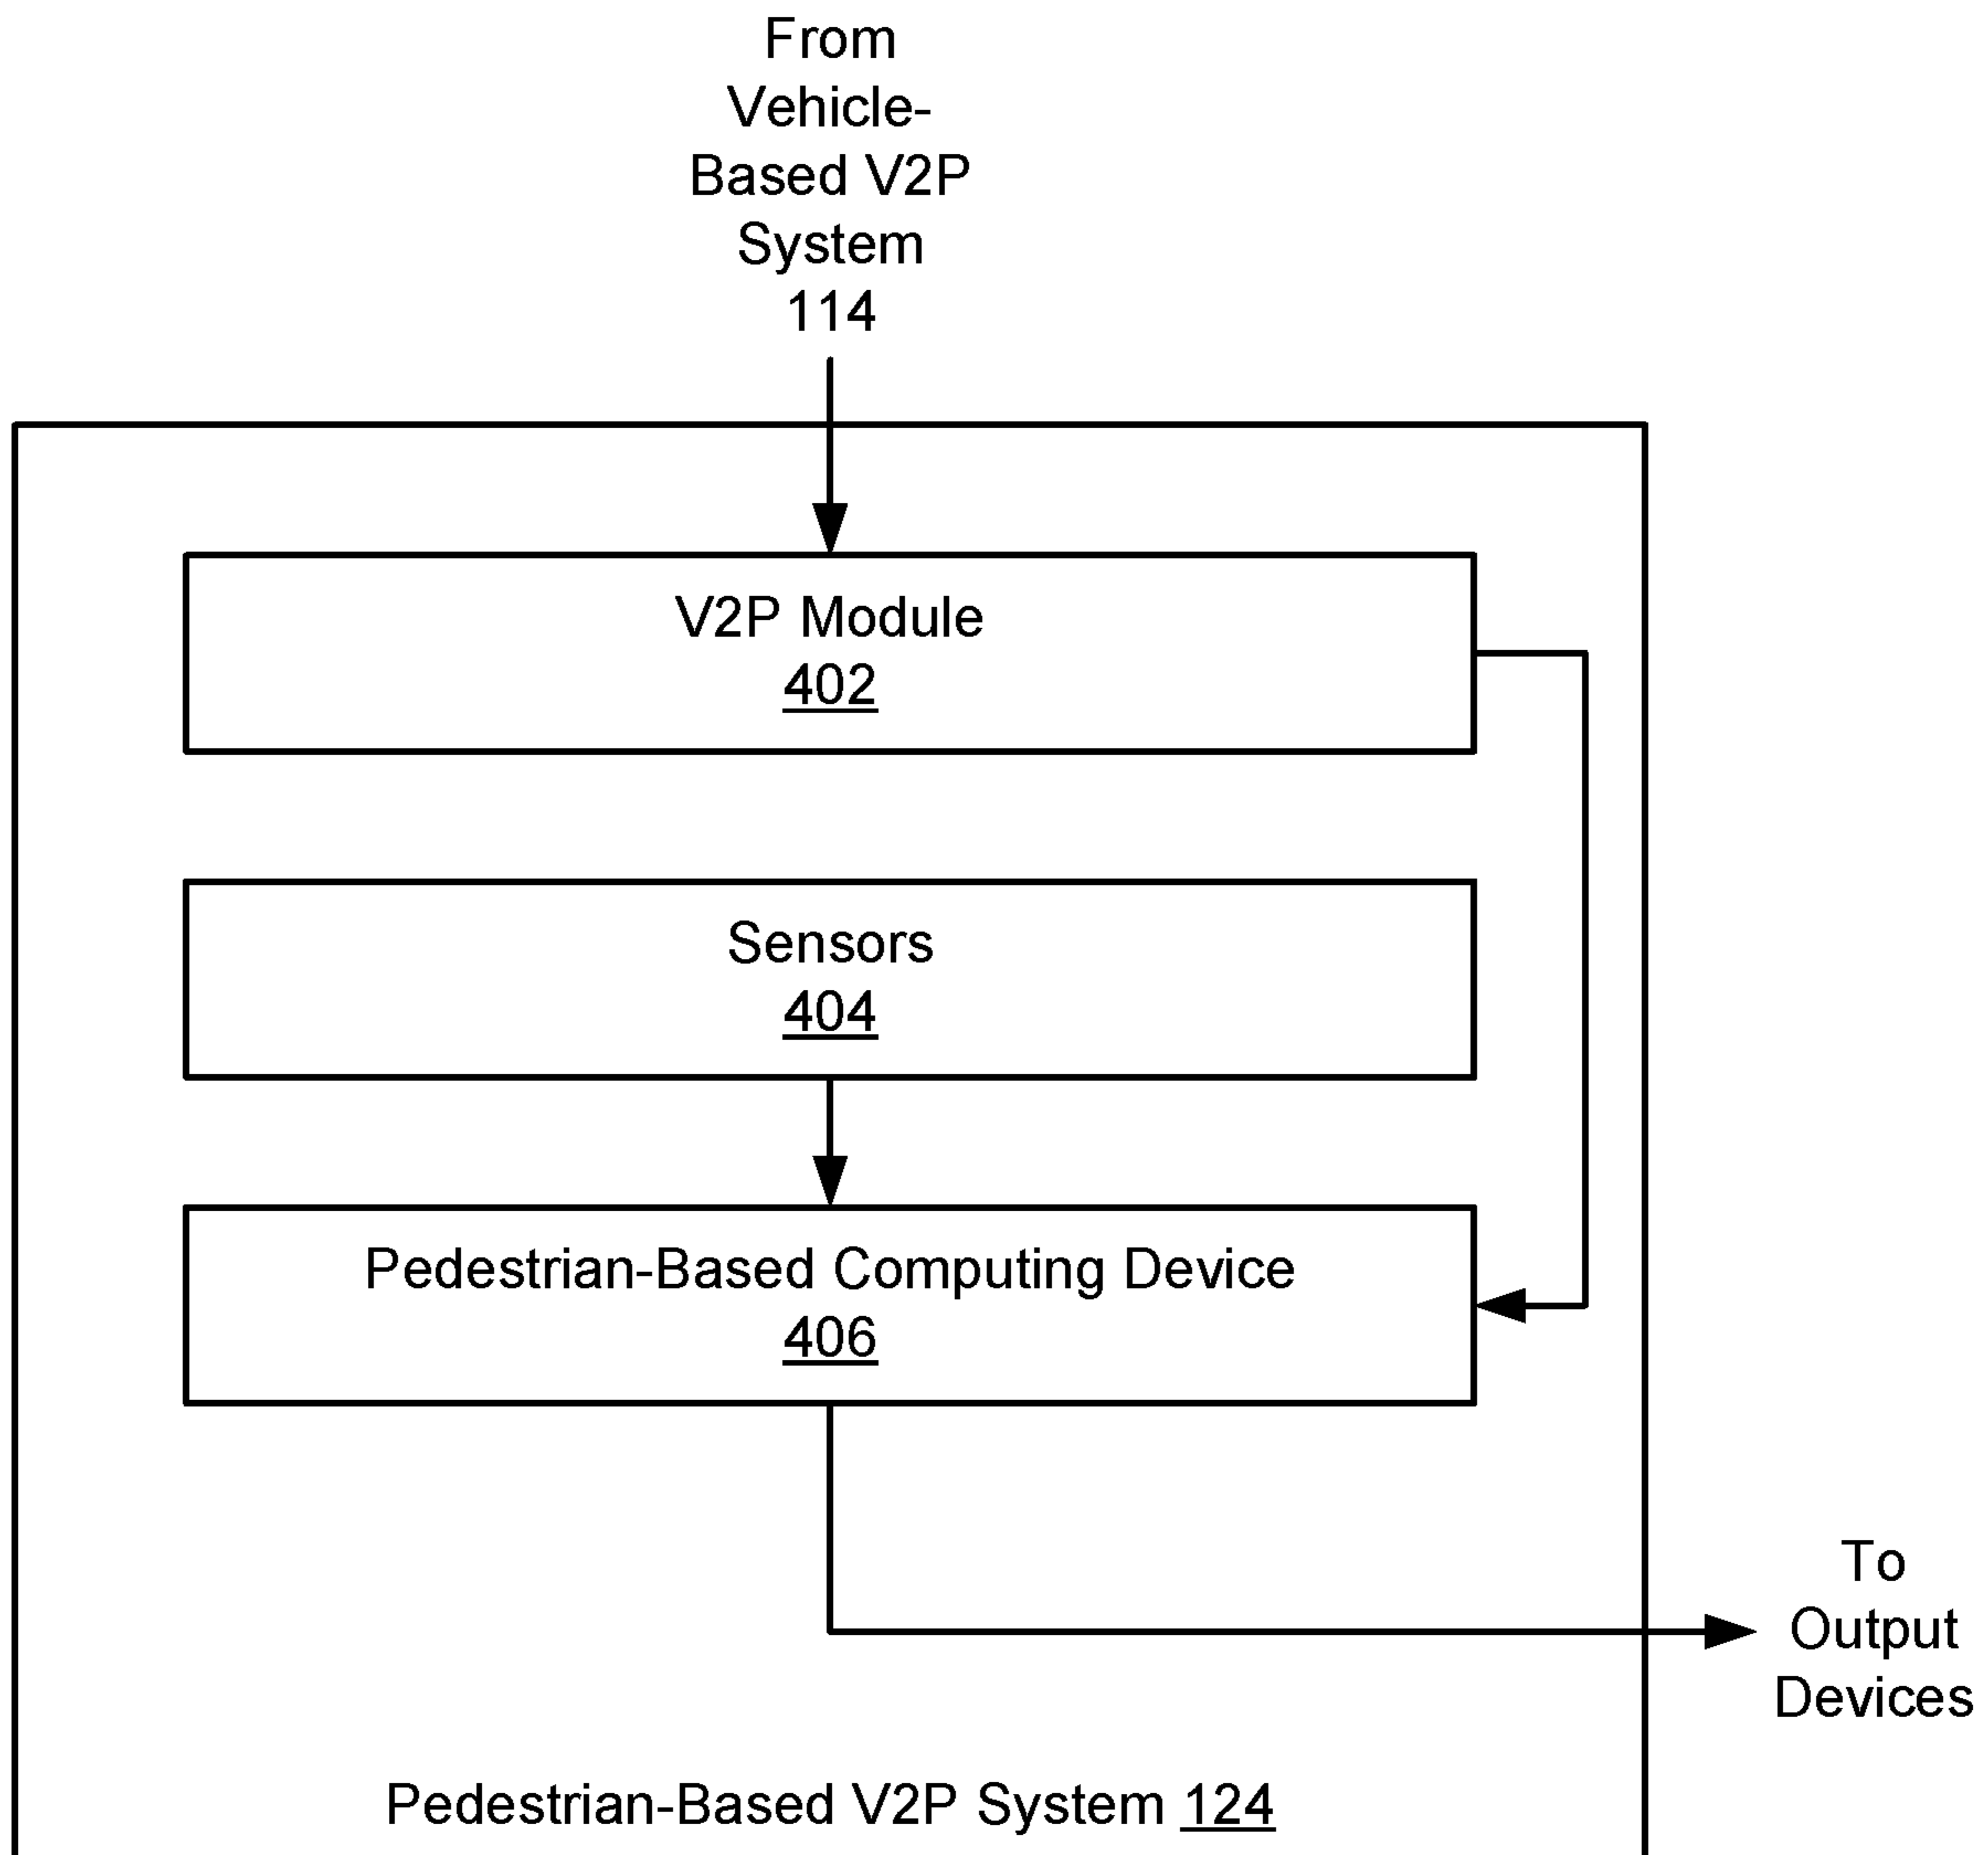 From
Vehicle-
Based V2P
System
114
V2P Module
402
Sensors
404
Pedestrian-Based Computing Device
406
To
Output
Devices
Pedestrian-Based V2P System 124